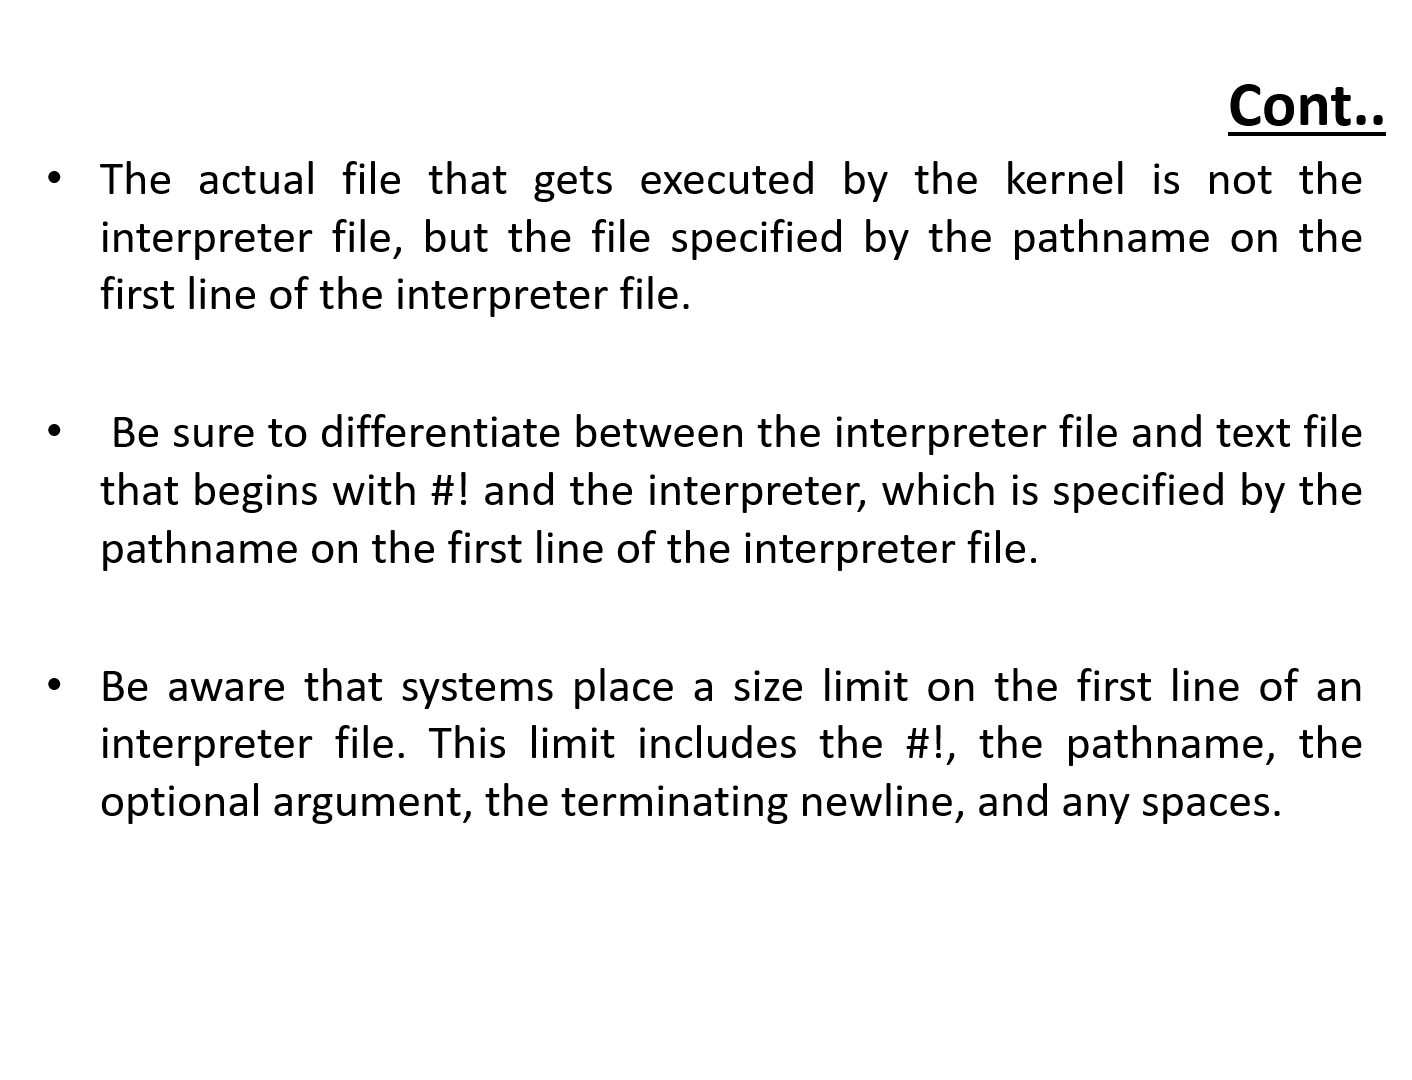 Cont..
• The actual file that gets executed by the kernel is not the
interpreter file, but the file specified by the pathname on the
first line of the interpreter file.
• Be sure to differentiate between the interpreter file and text file
that begins with #! and the interpreter, which is specified by the
pathname on the first line of the interpreter file.
• Be aware that systems place a size limit on the first line of an
interpreter file. This limit includes the #!, the pathname, the
optional argument, the terminating newline, and any spaces.